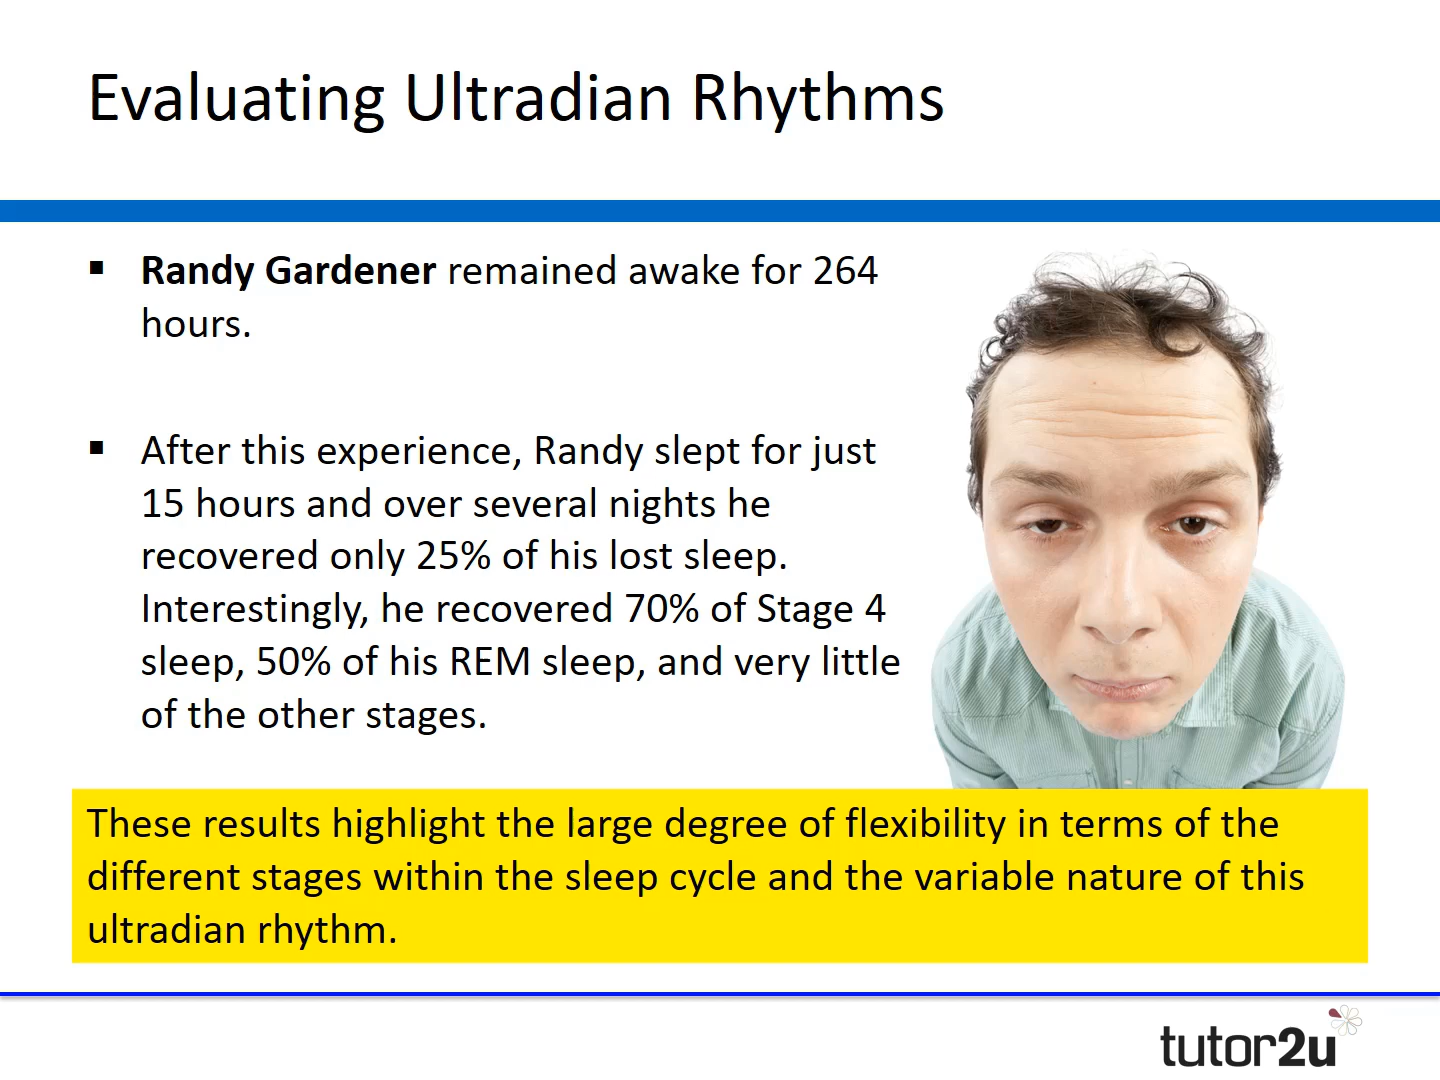 Evaluating Ultradian Rhythms
▪ Randy Gardener remained awake for 264
hours.
▪ After this experience, Randy slept for just
15 hours and over several nights he
recovered only 25% of his lost sleep.
Interestingly, he recovered 70% of Stage 4
sleep, 50% of his REM sleep, and very little
of the other stages.
These results highlight the large degree of flexibility in terms of the
different stages within the sleep cycle and the variable nature of this
ultradian rhythm.
tutor2u